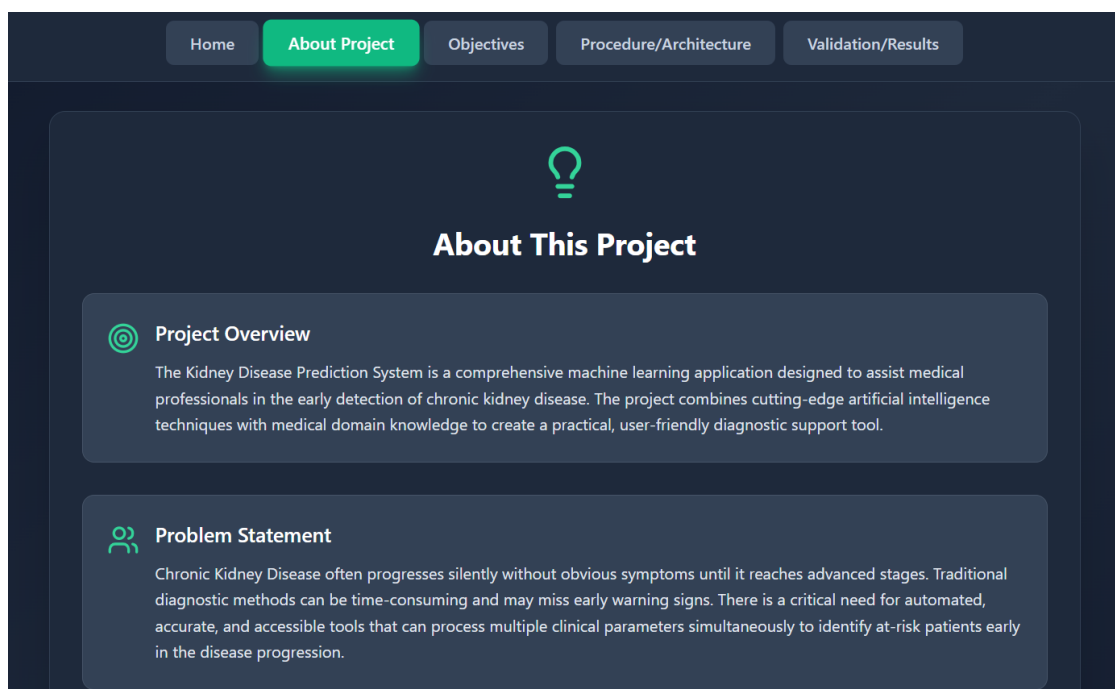 Home
About Project
Objectives
Procedure/Architecture
Validation/Results
About This Project
Project Overview
The Kidney Disease Prediction System is a comprehensive machine learning application designed to assist medical
professionals in the early detection of chronic kidney disease. The project combines cutting-edge artificial intelligence
techniques with medical domain knowledge to create a practical, user-friendly diagnostic support tool.
Problem Statement
Chronic Kidney Disease often progresses silently without obvious symptoms until it reaches advanced stages. Traditional
diagnostic methods can be time-consuming and may miss early warning signs. There is a critical need for automated,
accurate, and accessible tools that can process multiple clinical parameters simultaneously to identify at-risk patients early
in the disease progression.